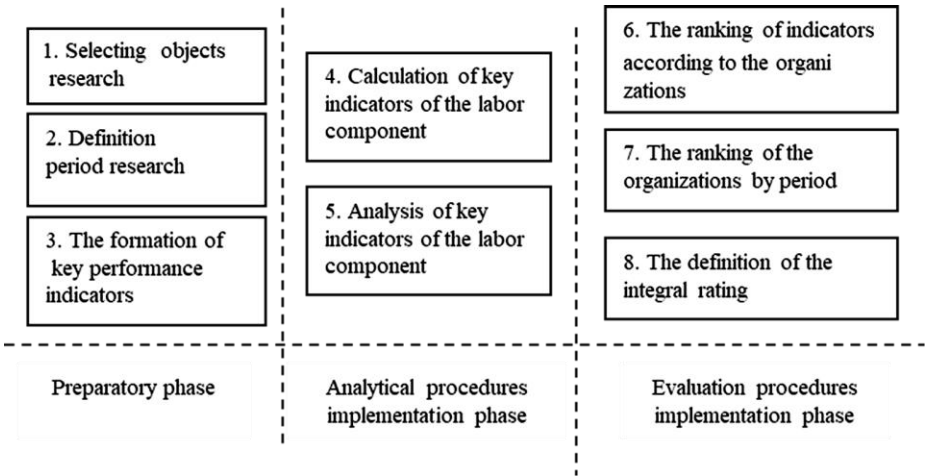 1. Selecting objects
research
2. Definition
period research
3. The formation of
key performance
indicators
4. Calculation of key
indicators of the labor
component
5. Analysis of key
indicators of the labor
component
6. The ranking of indicators
according to the organi
zations
7. The ranking of the
organizations by period
8. The definition of the
integral rating
Preparatory phase
Analytical procedures
implementation phase
Evaluation procedures
implementation phase